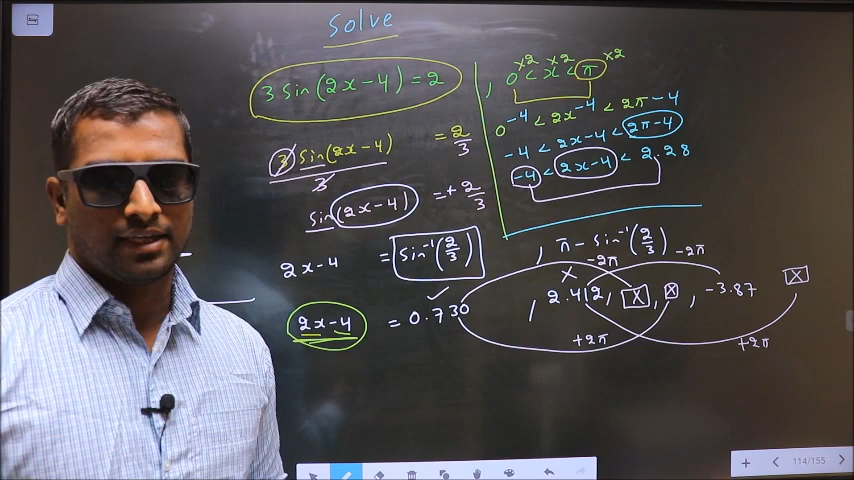 Solve
3 Sin(2x-4) = 2 , 0 ×2 < x ×2 < π ×2
0 -4 < 2x -4 < 2π -4
3 Sin(2x-4) / 3 = 2/3
-4 < 2x-4 < 2π-4
-4 < 2x-4 < 2.28
Sin(2x-4) = + 2/3
2x-4 = Sin⁻¹(2/3) , π - Sin⁻¹(2/3)
-2π -2π
2x-4 = 0.730 ✓ , 2.412 × , × , × , -3.87 ×
+2π +2π
114/155